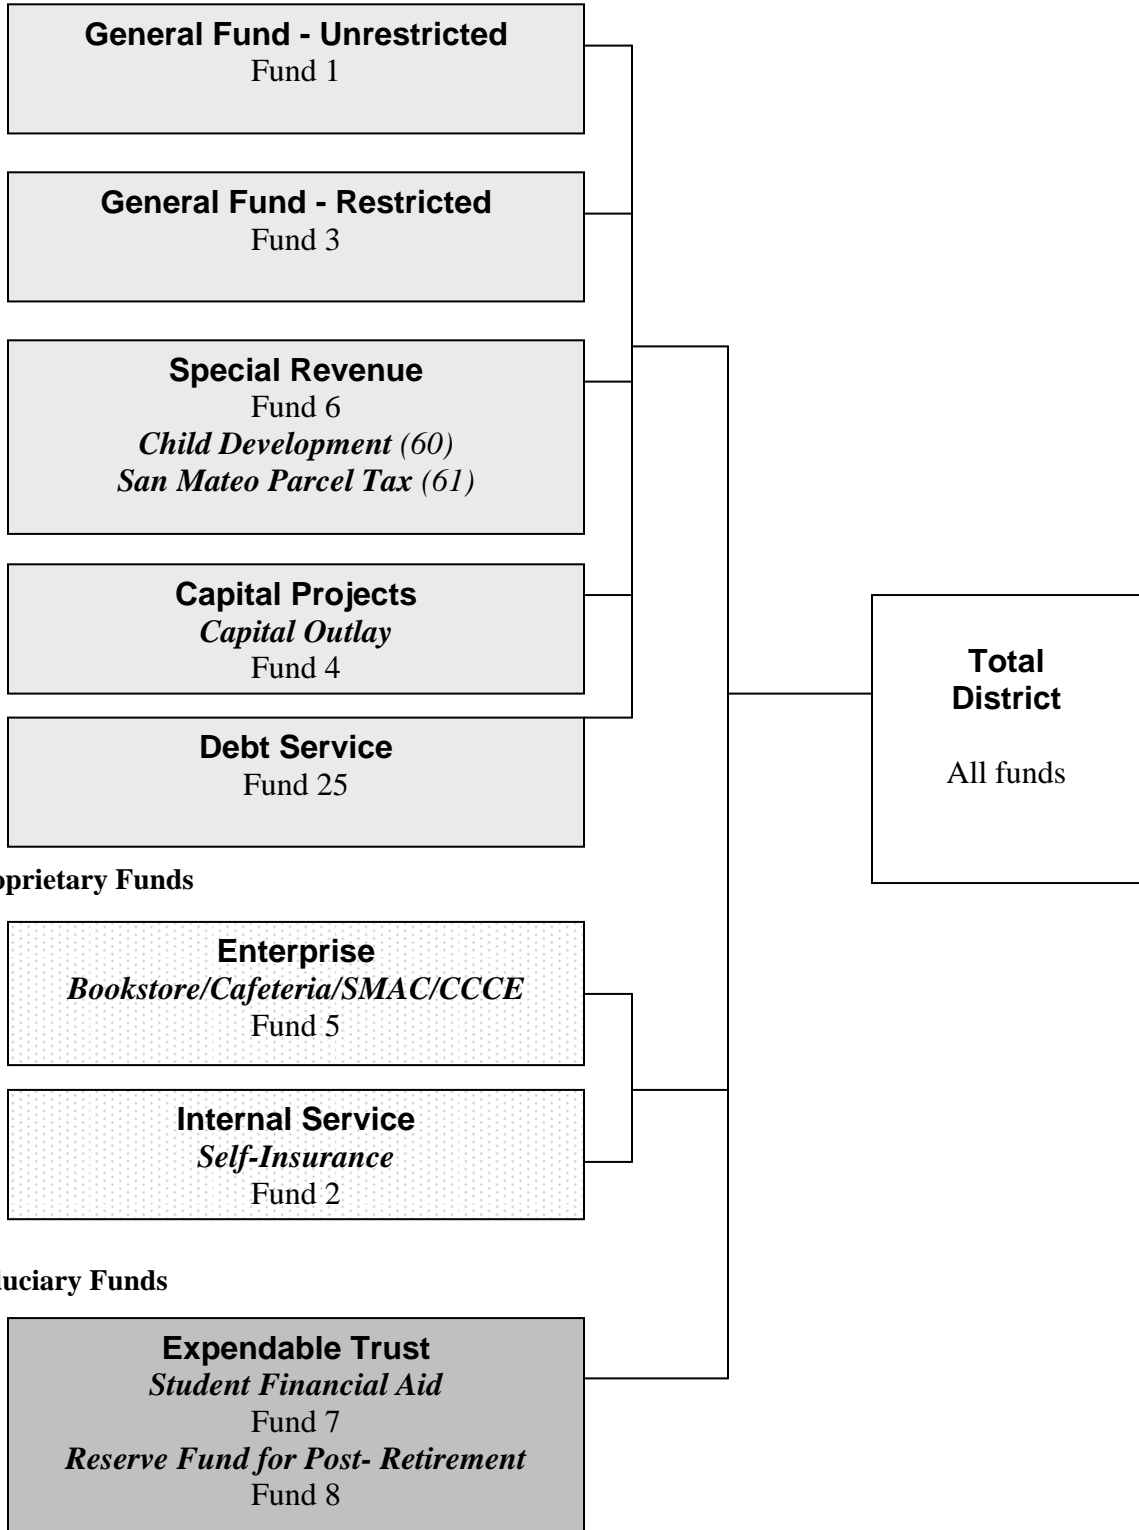 General Fund - Unrestricted
Fund 1
General Fund - Restricted
Fund 3
Special Revenue
Fund 6
Child Development (60)
San Mateo Parcel Tax (61)
Capital Projects
Capital Outlay
Fund 4
Debt Service
Fund 25
Total
District
All funds
oprietary Funds
Enterprise
Bookstore/Cafeteria/SMAC/CCCE
Fund 5
Internal Service
Self-Insurance
Fund 2
duciary Funds
Expendable Trust
Student Financial Aid
Fund 7
Reserve Fund for Post- Retirement
Fund 8